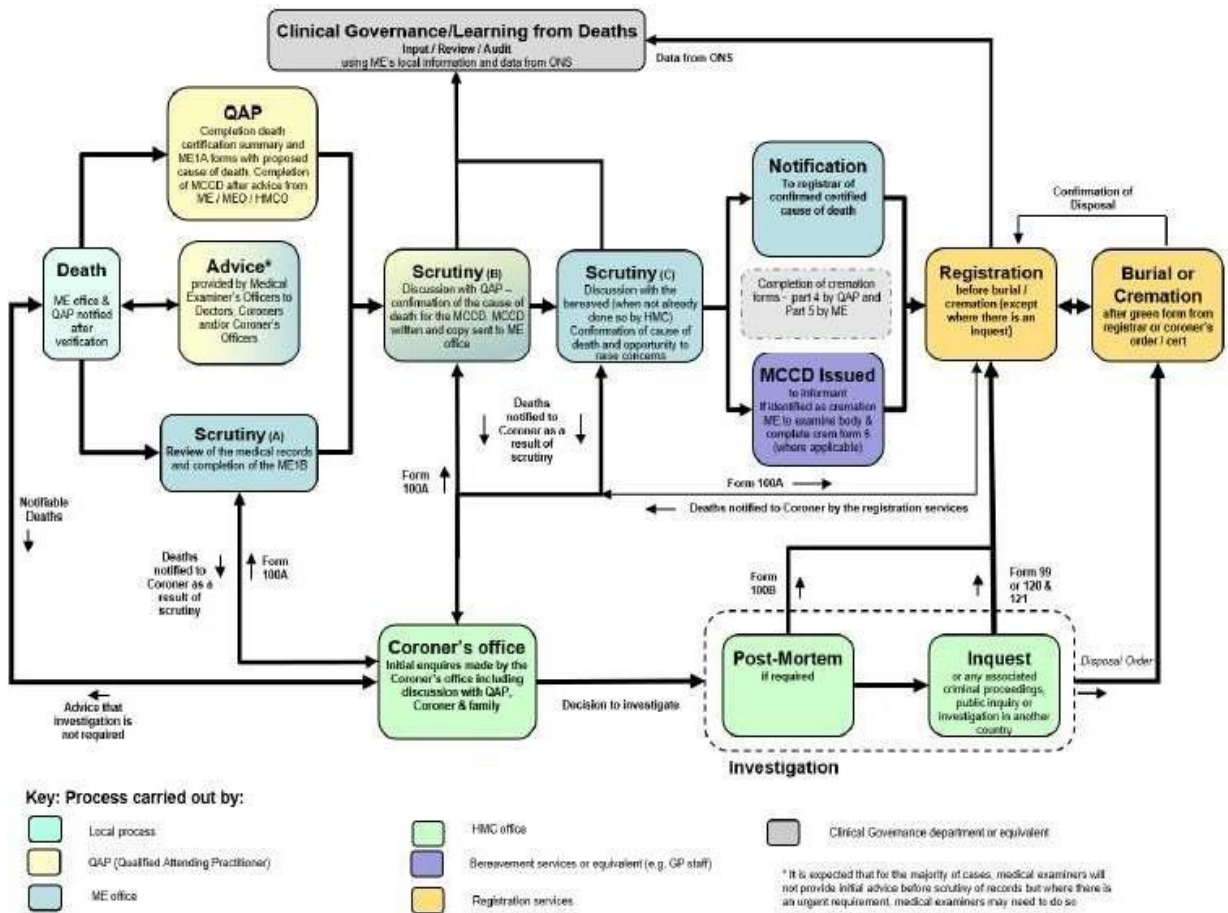 Clinical Governance/Learning from Deaths
Input / Review / Audit
using ME's local information and data from ONS
Data from ONS
QAP
Completion death
certification summary and
ME1A forms with proposed
cause of death. Completion
of MCCD after advice from
ME / MEO / HMCO
Death
ME office &
QAP notified
after
verification
Advice*
provided by Medical
Examiner's Officers to
Doctors, Coroners
and/or Coroner's
Officers
Scrutiny (A)
Review of the medical records
and completion of the ME1B
Scrutiny (B)
Discussion with QAP –
confirmation of the cause of
death for the MCCD. MCCD
written and copy sent to ME
office
Scrutiny (C)
Discussion with the
bereaved (when not already
done so by HMC)
Conformation of cause of
death and opportunity to
raise concerns
Notification
To registrar of
confirmed certified
cause of death
Completion of cremation
forms - part 4 by QAP and
Part 5 by ME
MCCD Issued
to informant
If identified as cremation
ME to examine body &
complete crem form 5
(where applicable)
Registration
before burial /
cremation (except
where there is an
inquest)
Confirmation of
Disposal
Burial or
Cremation
after green form from
registrar or coroner's
order / cert
Notifiable
Deaths
Deaths
notified to
Coroner as a
result of
scrutiny
Form
100A
Form
100A
Deaths
notified to
Coroner as a
result of
scrutiny
Form 100A
Deaths notified to Coroner by the registration services
Form
100B
Form 99
or 120 &
121
Advice that
investigation is
not required
Coroner's office
Initial enquires made by the
Coroner's office including
discussion with QAP,
Coroner & family
Decision to investigate
Post-Mortem
if required
Inquest
or any associated
criminal proceedings,
public inquiry or
investigation in another
country
Disposal Order
Investigation
Key: Process carried out by:
Local process
QAP (Qualified Attending Practitioner)
ME office
HMC office
Bereavement services or equivalent (e.g. GP staff)
Registration services
Clinical Governance department or equivalent
* It is expected that for the majority of cases, medical examiners will
not provide initial advice before scrutiny of records but where there is
an urgent requirement, medical examiners may need to do so